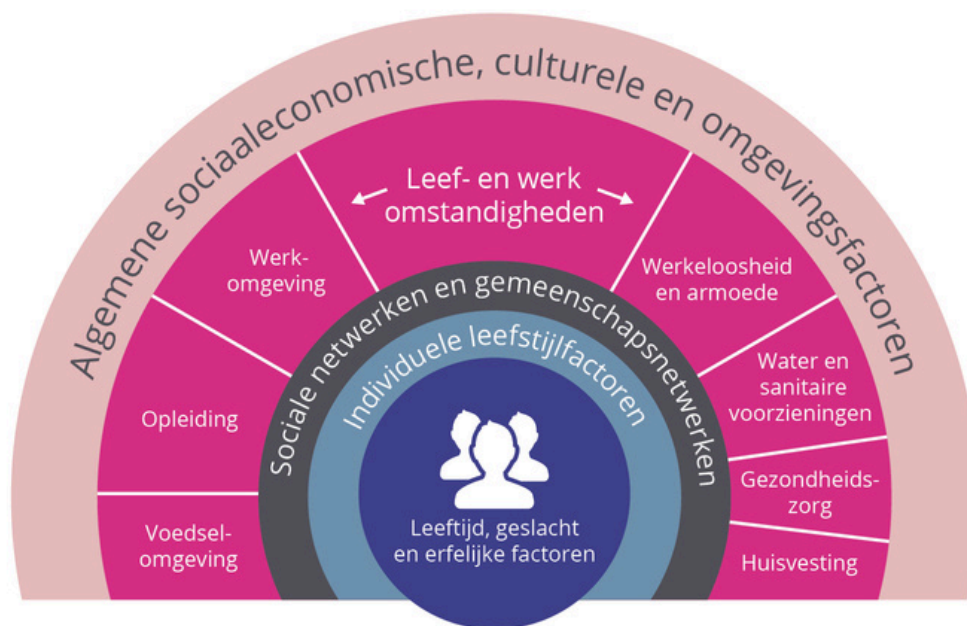 Algemene sociaaleconomische, culturele en omgevingsfactoren
Leef- en werk
omstandigheden
Werk-
omgeving
Werkeloosheid
en armoede
Opleiding
Water en
sanitaire
voorzieningen
Voedsel-
omgeving
Gezondheids-
zorg
Huisvesting
Sociale netwerken en gemeenschapsnetwerken
Individuele leefstijlfactoren
Leeftijd, geslacht
en erfelijke factoren